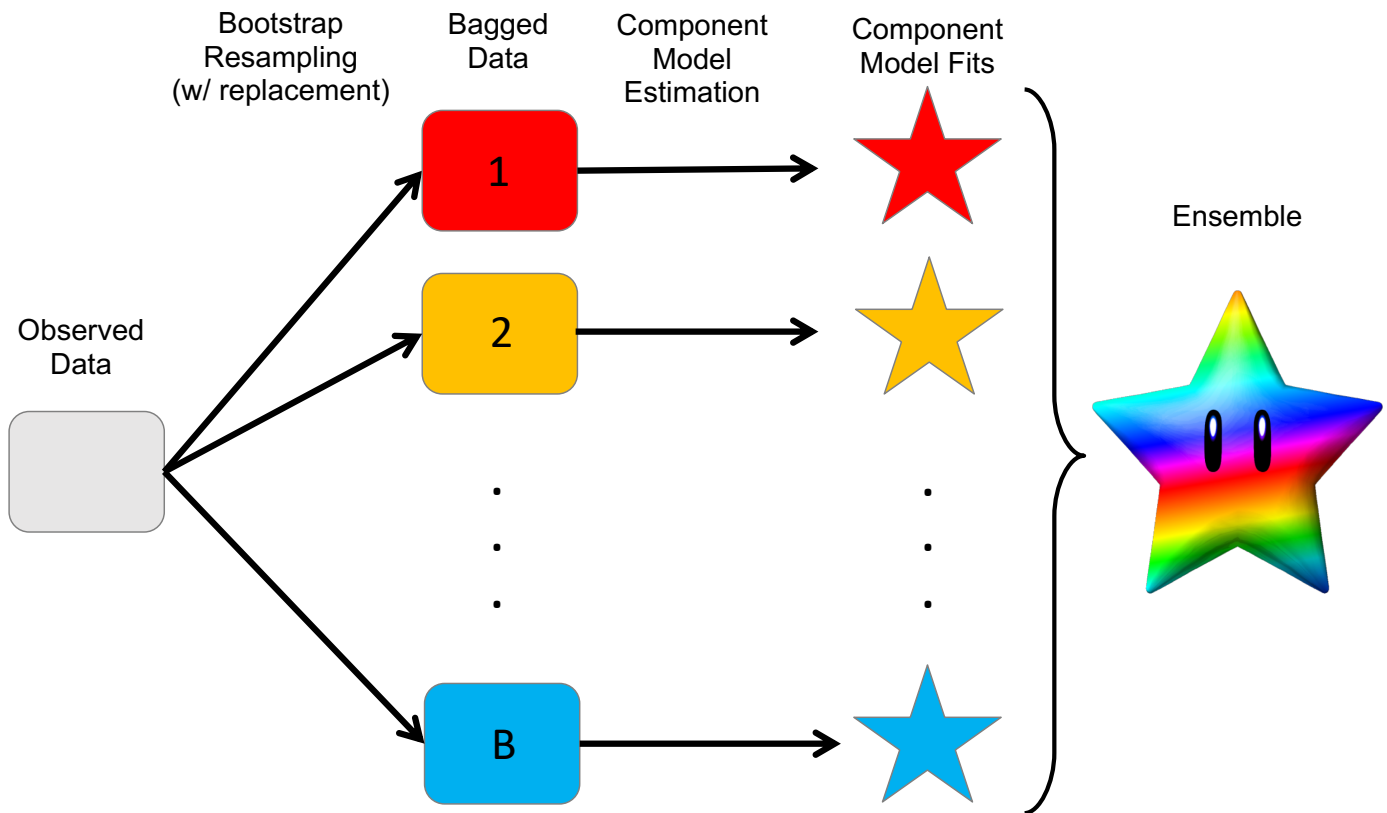 Bootstrap
Resampling
(w/ replacement)
Bagged
Data
Component
Model
Estimation
Component
Model Fits
1
Ensemble
2
Observed
Data
B